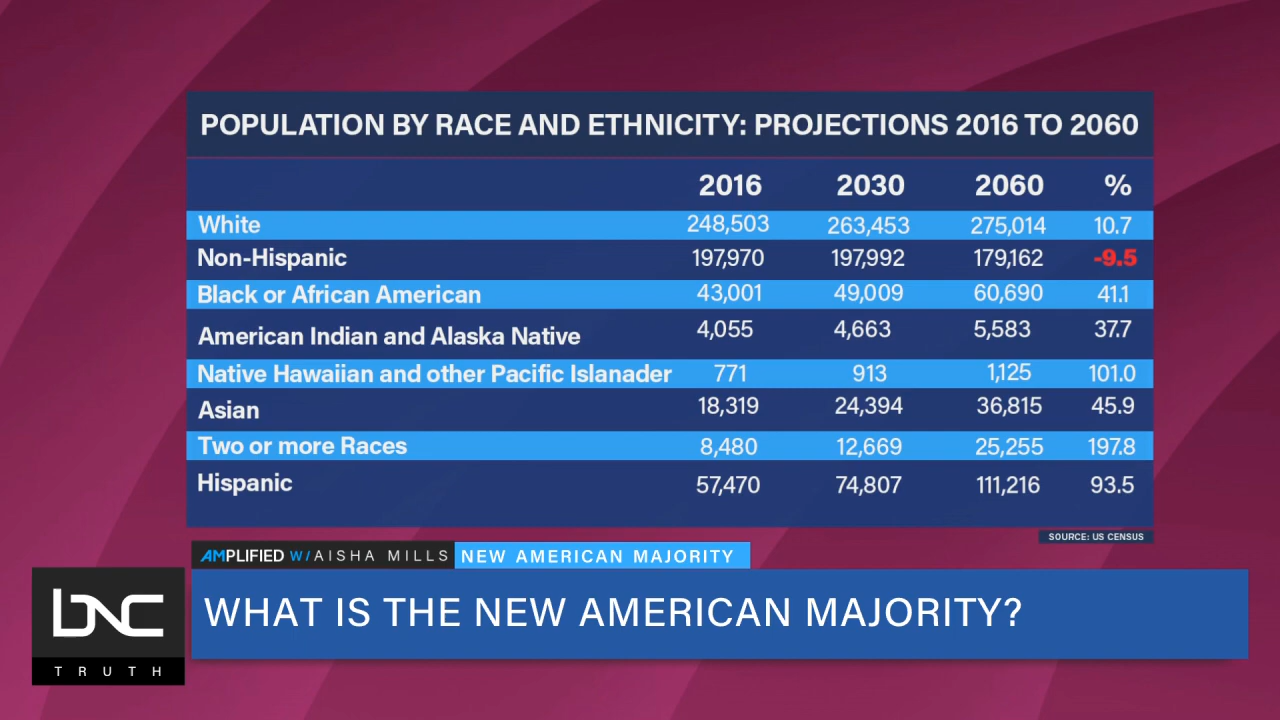 POPULATION BY RACE AND ETHNICITY: PROJECTIONS 2016 TO 2060
2016 2030 2060 %
White 248,503 263,453 275,014 10.7
Non-Hispanic 197,970 197,992 179,162 -9.5
Black or African American 43,001 49,009 60,690 41.1
American Indian and Alaska Native 4,055 4,663 5,583 37.7
Native Hawaiian and other Pacific Islanader 771 913 1,125 101.0
Asian 18,319 24,394 36,815 45.9
Two or more Races 8,480 12,669 25,255 197.8
Hispanic 57,470 74,807 111,216 93.5
SOURCE: US CENSUS
AMPLIFIED W/AISHA MILLS NEW AMERICAN MAJORITY
WHAT IS THE NEW AMERICAN MAJORITY?
BNC
TRUTH